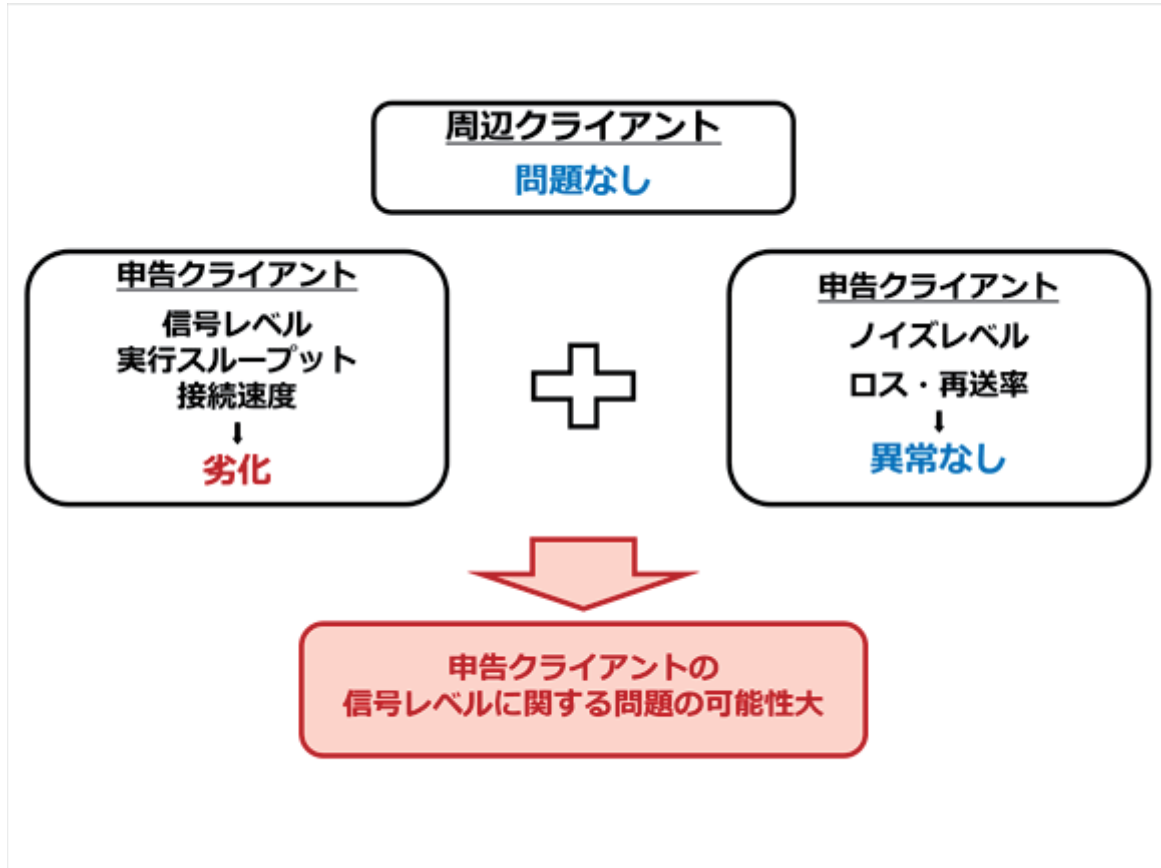 周辺クライアント
問題なし
申告クライアント
信号レベル
実行スループット
接続速度
劣化
申告クライアント
ノイズレベル
ロス・再送率
異常なし
申告クライアントの
信号レベルに関する問題の可能性大